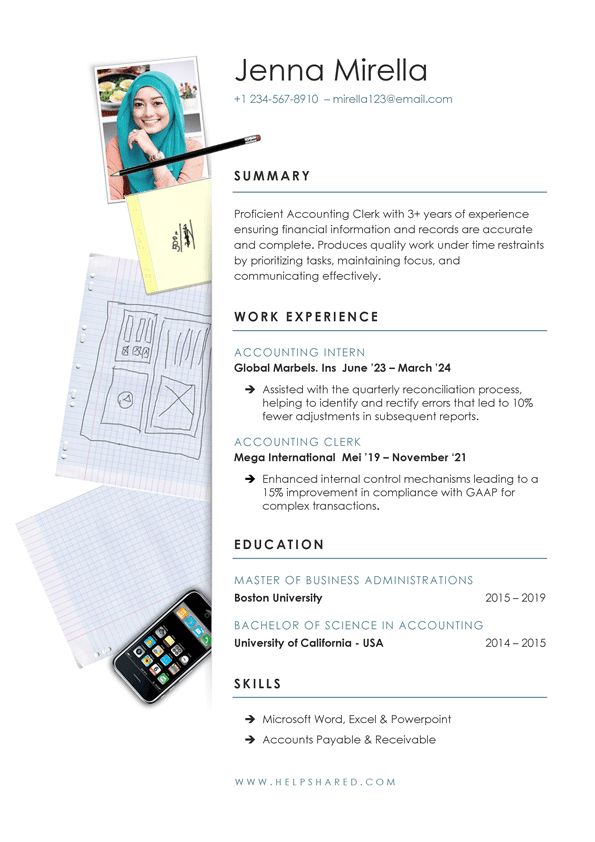 Jenna Mirella
+1 234-567-8910 – mirella123@email.com
SUMMARY
Proficient Accounting Clerk with 3+ years of experience
ensuring financial information and records are accurate
and complete. Produces quality work under time restraints
by prioritizing tasks, maintaining focus, and
communicating effectively.
WORK EXPERIENCE
ACCOUNTING INTERN
Global Marbels. Ins June ’23 – March ’24
➔ Assisted with the quarterly reconciliation process,
helping to identify and rectify errors that led to 10%
fewer adjustments in subsequent reports.
ACCOUNTING CLERK
Mega International Mei ’19 – November ’21
➔ Enhanced internal control mechanisms leading to a
15% improvement in compliance with GAAP for
complex transactions.
EDUCATION
MASTER OF BUSINESS ADMINISTRATIONS
Boston University 2015 – 2019
BACHELOR OF SCIENCE IN ACCOUNTING
University of California - USA 2014 – 2015
SKILLS
➔ Microsoft Word, Excel & Powerpoint
➔ Accounts Payable & Receivable
WWW.HELPSHARED.COM